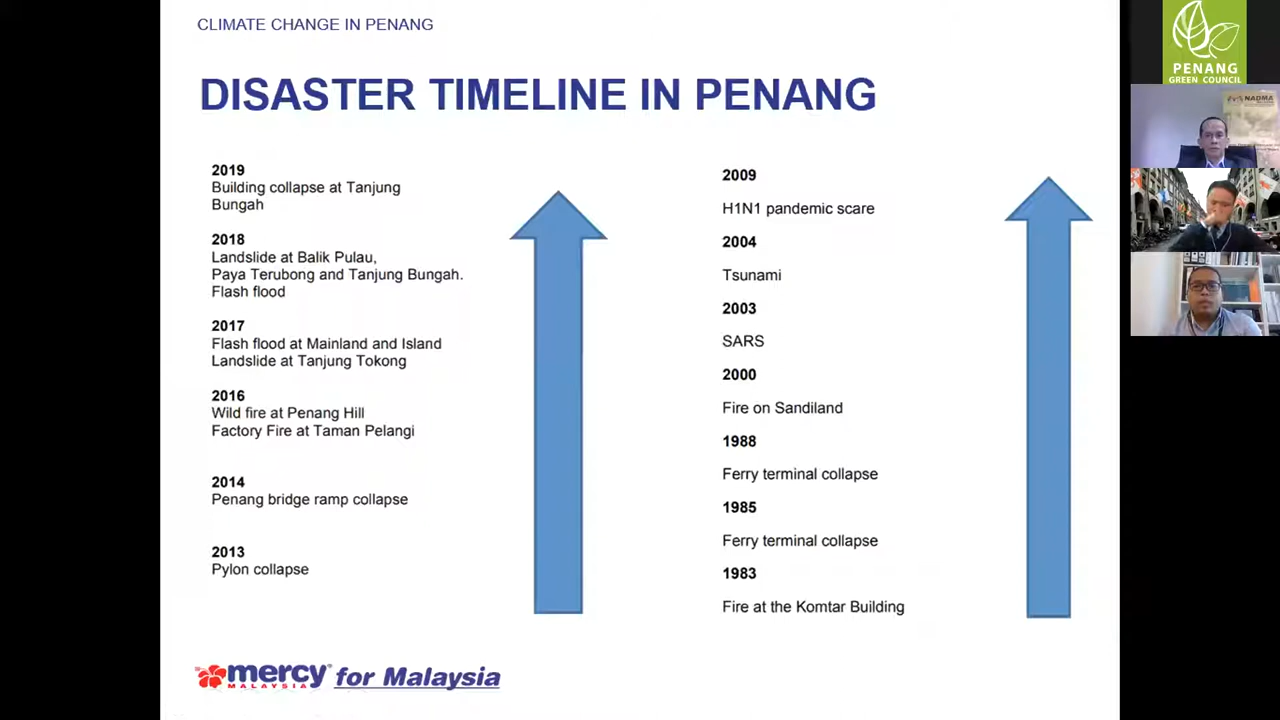 CLIMATE CHANGE IN PENANG
DISASTER TIMELINE IN PENANG
2019
Building collapse at Tanjung
Bungah
2018
Landslide at Balik Pulau,
Paya Terubong and Tanjung Bungah.
Flash flood
2017
Flash flood at Mainland and Island
Landslide at Tanjung Tokong
2016
Wild fire at Penang Hill
Factory Fire at Taman Pelangi
2014
Penang bridge ramp collapse
2013
Pylon collapse
2009
H1N1 pandemic scare
2004
Tsunami
2003
SARS
2000
Fire on Sandiland
1988
Ferry terminal collapse
1985
Ferry terminal collapse
1983
Fire at the Komtar Building
mercy for Malaysia
MALAYSIA
PENANG
GREEN COUNCIL
NADMA